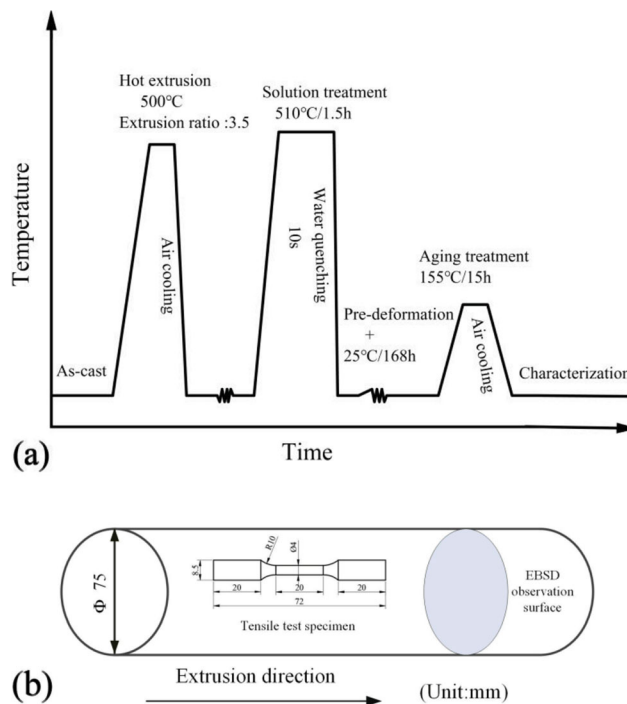 Hot extrusion
500℃
Extrusion ratio :3.5
Solution treatment
510℃/1.5h
Temperature
Air cooling
Water quenching
10s
Aging treatment
155℃/15h
Pre-deformation
+
25℃/168h
Air cooling
As-cast
Characterization
(a)
Time
Φ 75
8.5
R10
Ø4
20
20
20
72
Tensile test specimen
EBSD
observation
surface
(b)
Extrusion direction
(Unit:mm)